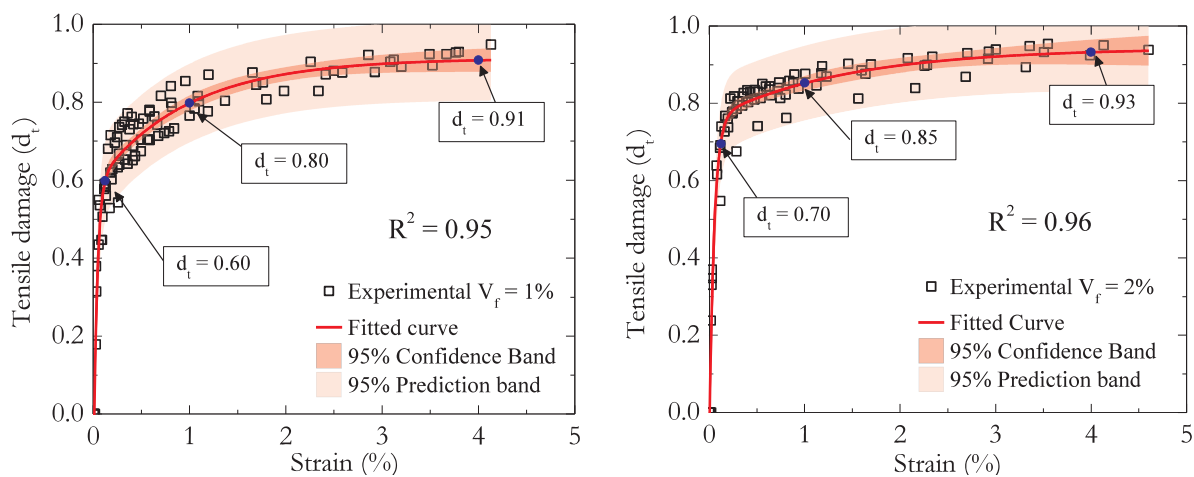 Tensile damage (dt)
1.0
0.8
0.6
0.4
0.2
0.0
0
1
2
3
4
5
Strain (%)
dt = 0.91
dt = 0.80
dt = 0.60
R2 = 0.95
Experimental Vf = 1%
Fitted curve
95% Confidence Band
95% Prediction band
Tensile damage (dt)
1.0
0.8
0.6
0.4
0.2
0.0
0
1
2
3
4
5
Strain (%)
dt = 0.93
dt = 0.85
dt = 0.70
R2 = 0.96
Experimental Vf = 2%
Fitted Curve
95% Confidence Band
95% Prediction band